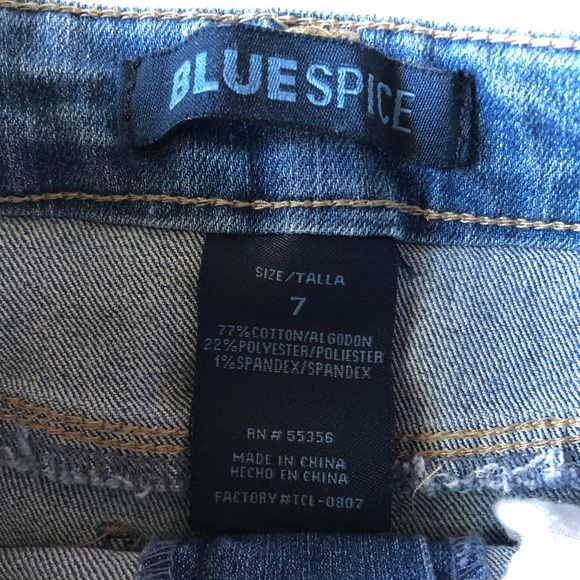 BLUESPICE
SIZE/TALLA
7
77%COTTON/ALGODON
22%POLYESTER/POLIESTER
1%SPANDEX/SPANDEX
RN # 55356
MADE IN CHINA
HECHO EN CHINA
FACTORY#TCL-0807